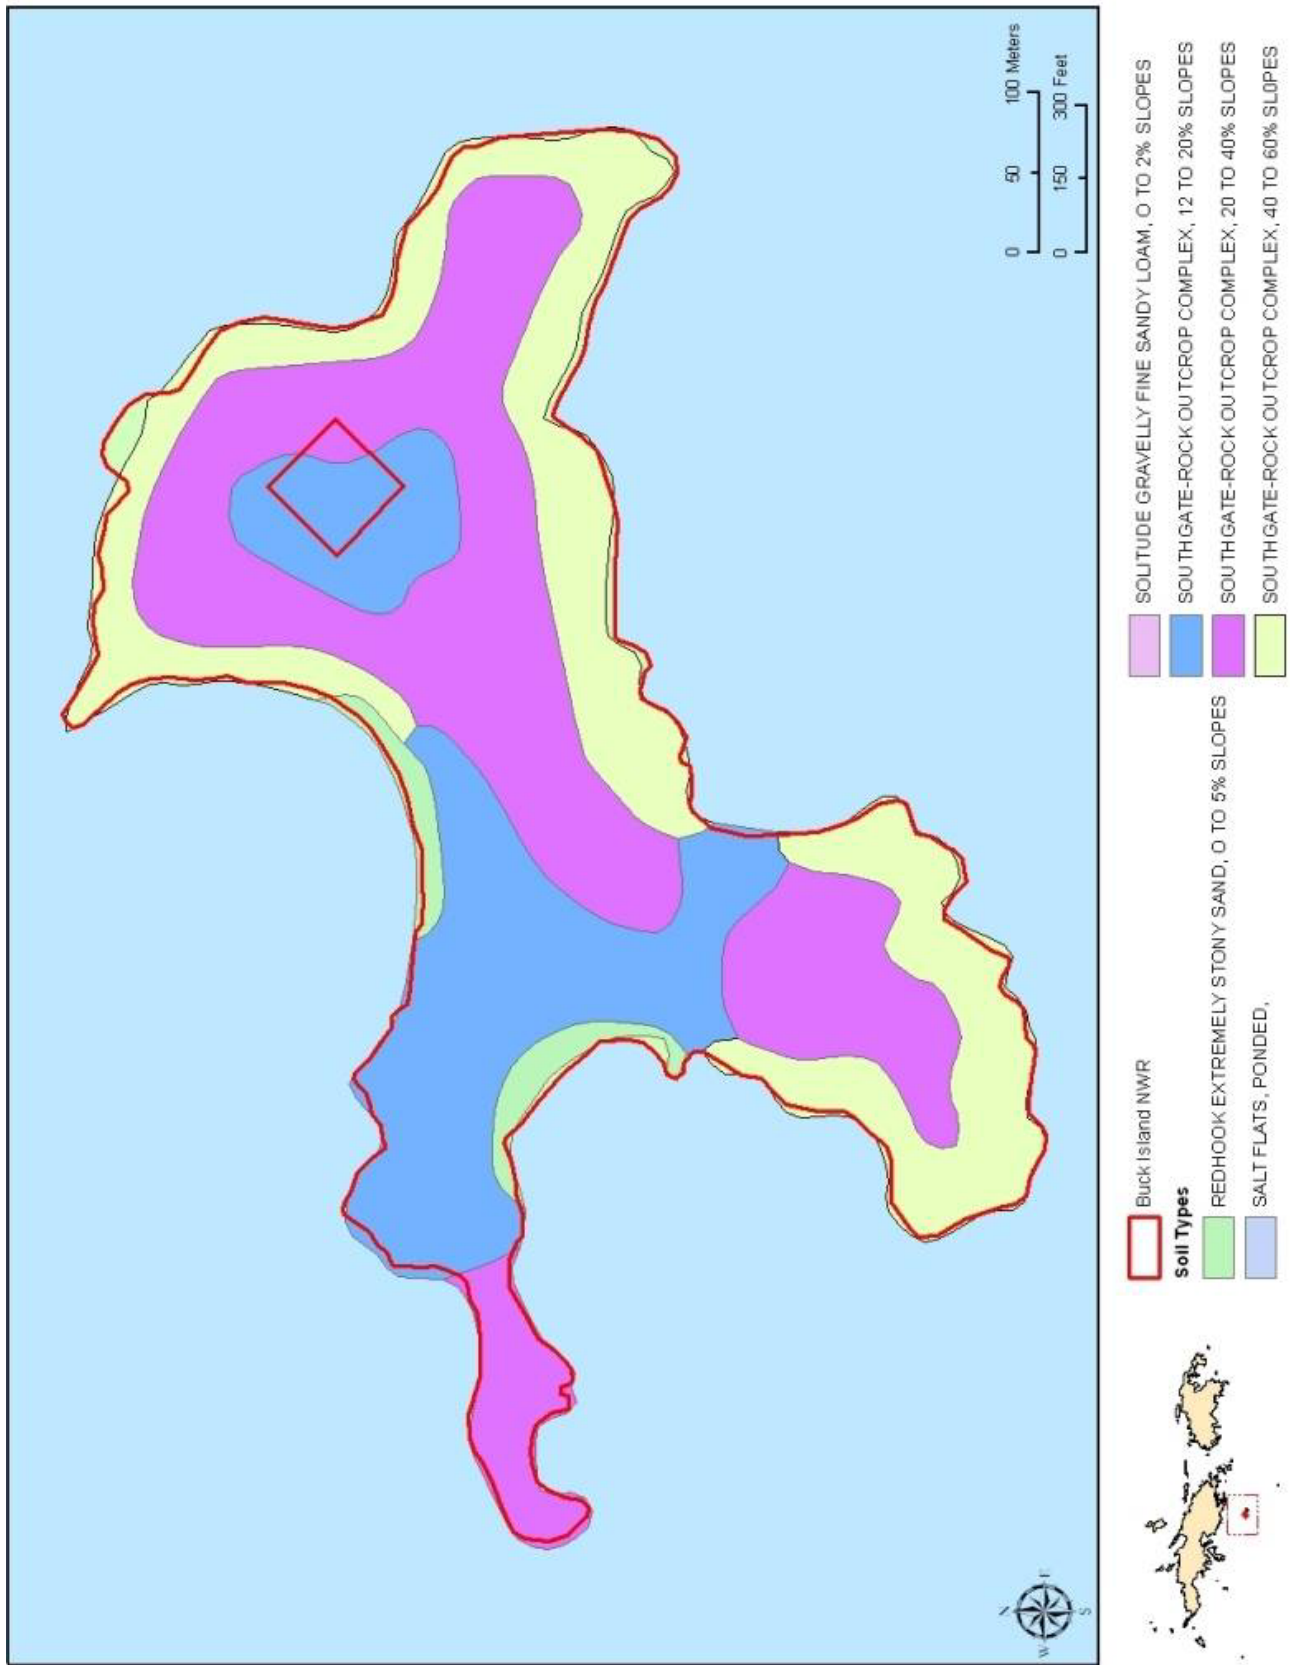 0 50 100 Meters
0 150 300 Feet
N
W E
S
Buck Island NWR
Soil Types
REDHOOK EXTREMELY STONY SAND, 0 TO 5% SLOPES
SALT FLATS, PONDED,
SOLITUDE GRAVELLY FINE SANDY LOAM, 0 TO 2% SLOPES
SOUTHGATE-ROCK OUTCROP COMPLEX, 12 TO 20% SLOPES
SOUTHGATE-ROCK OUTCROP COMPLEX, 20 TO 40% SLOPES
SOUTHGATE-ROCK OUTCROP COMPLEX, 40 TO 60% SLOPES